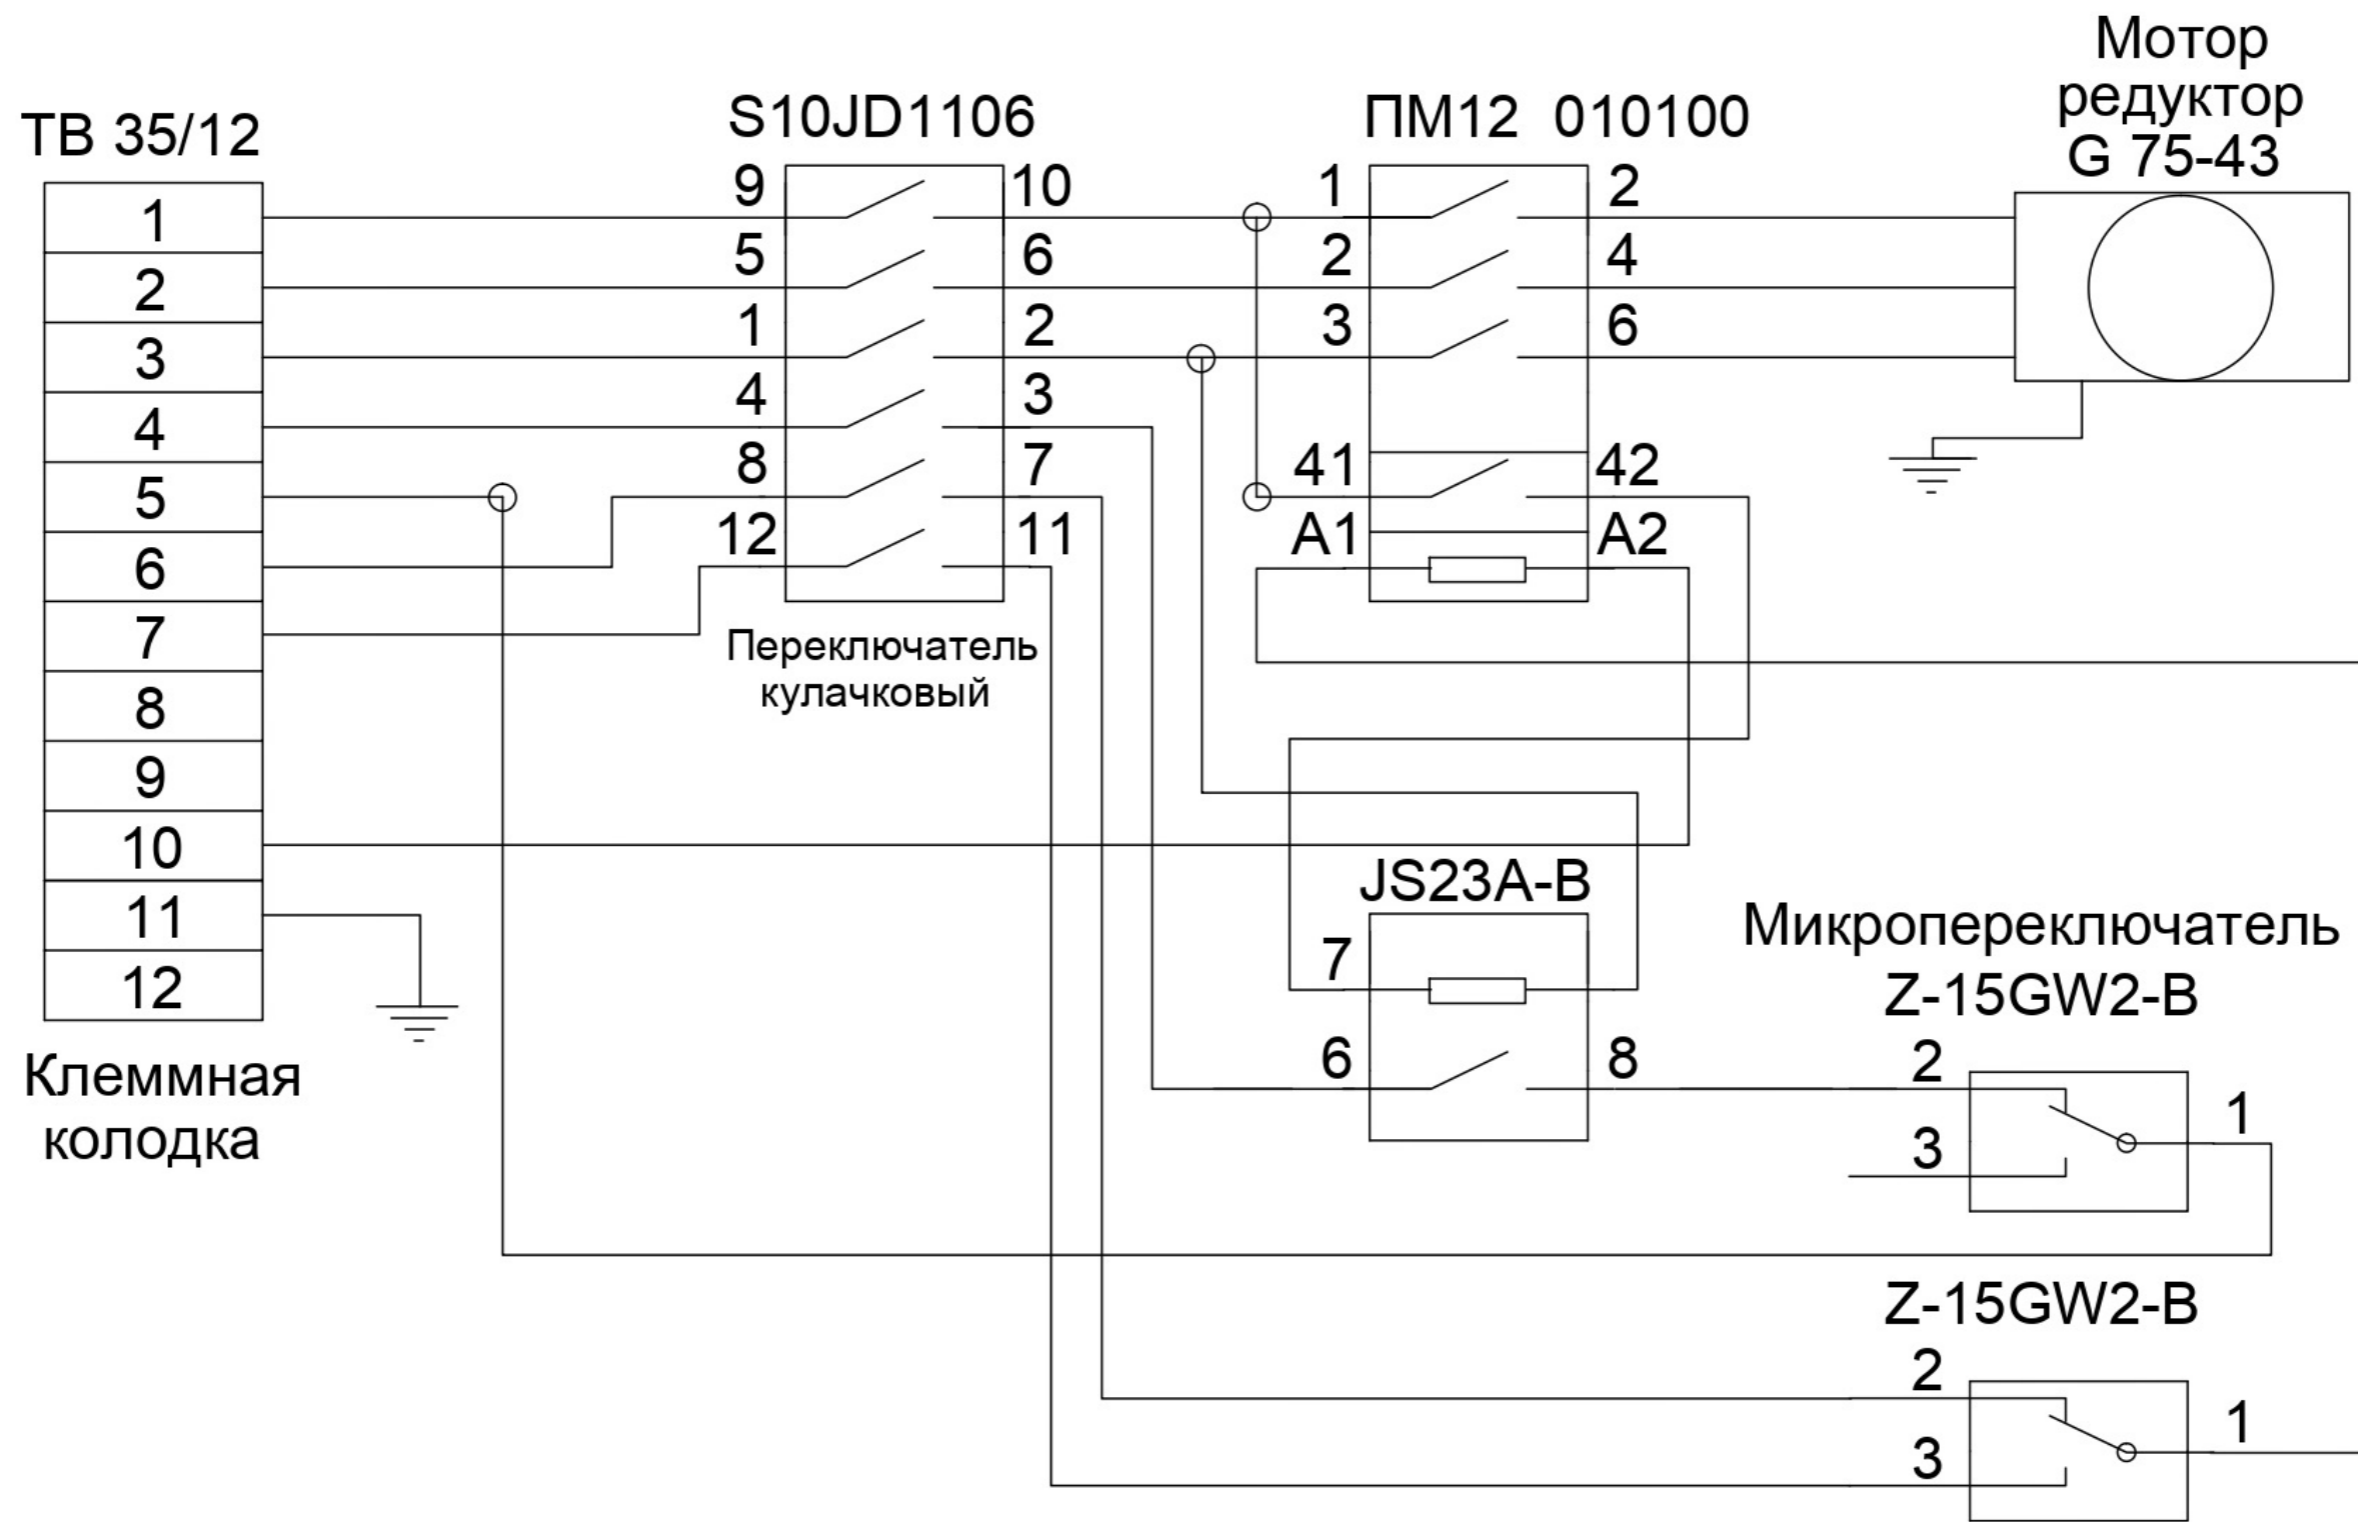 ТВ 35/12
1
2
3
4
5
6
7
8
9
10
11
12
Клеммная
колодка
S10JD1106
9 10
5 6
1 2
4 3
8 7
12 11
Переключатель
кулачковый
ПМ12 010100
1 2
2 4
3 6
41 42
А1 А2
Мотор
редуктор
G 75-43
JS23A-B
7
6 8
Микропереключатель
Z-15GW2-B
2
1
3
Z-15GW2-B
2
1
3